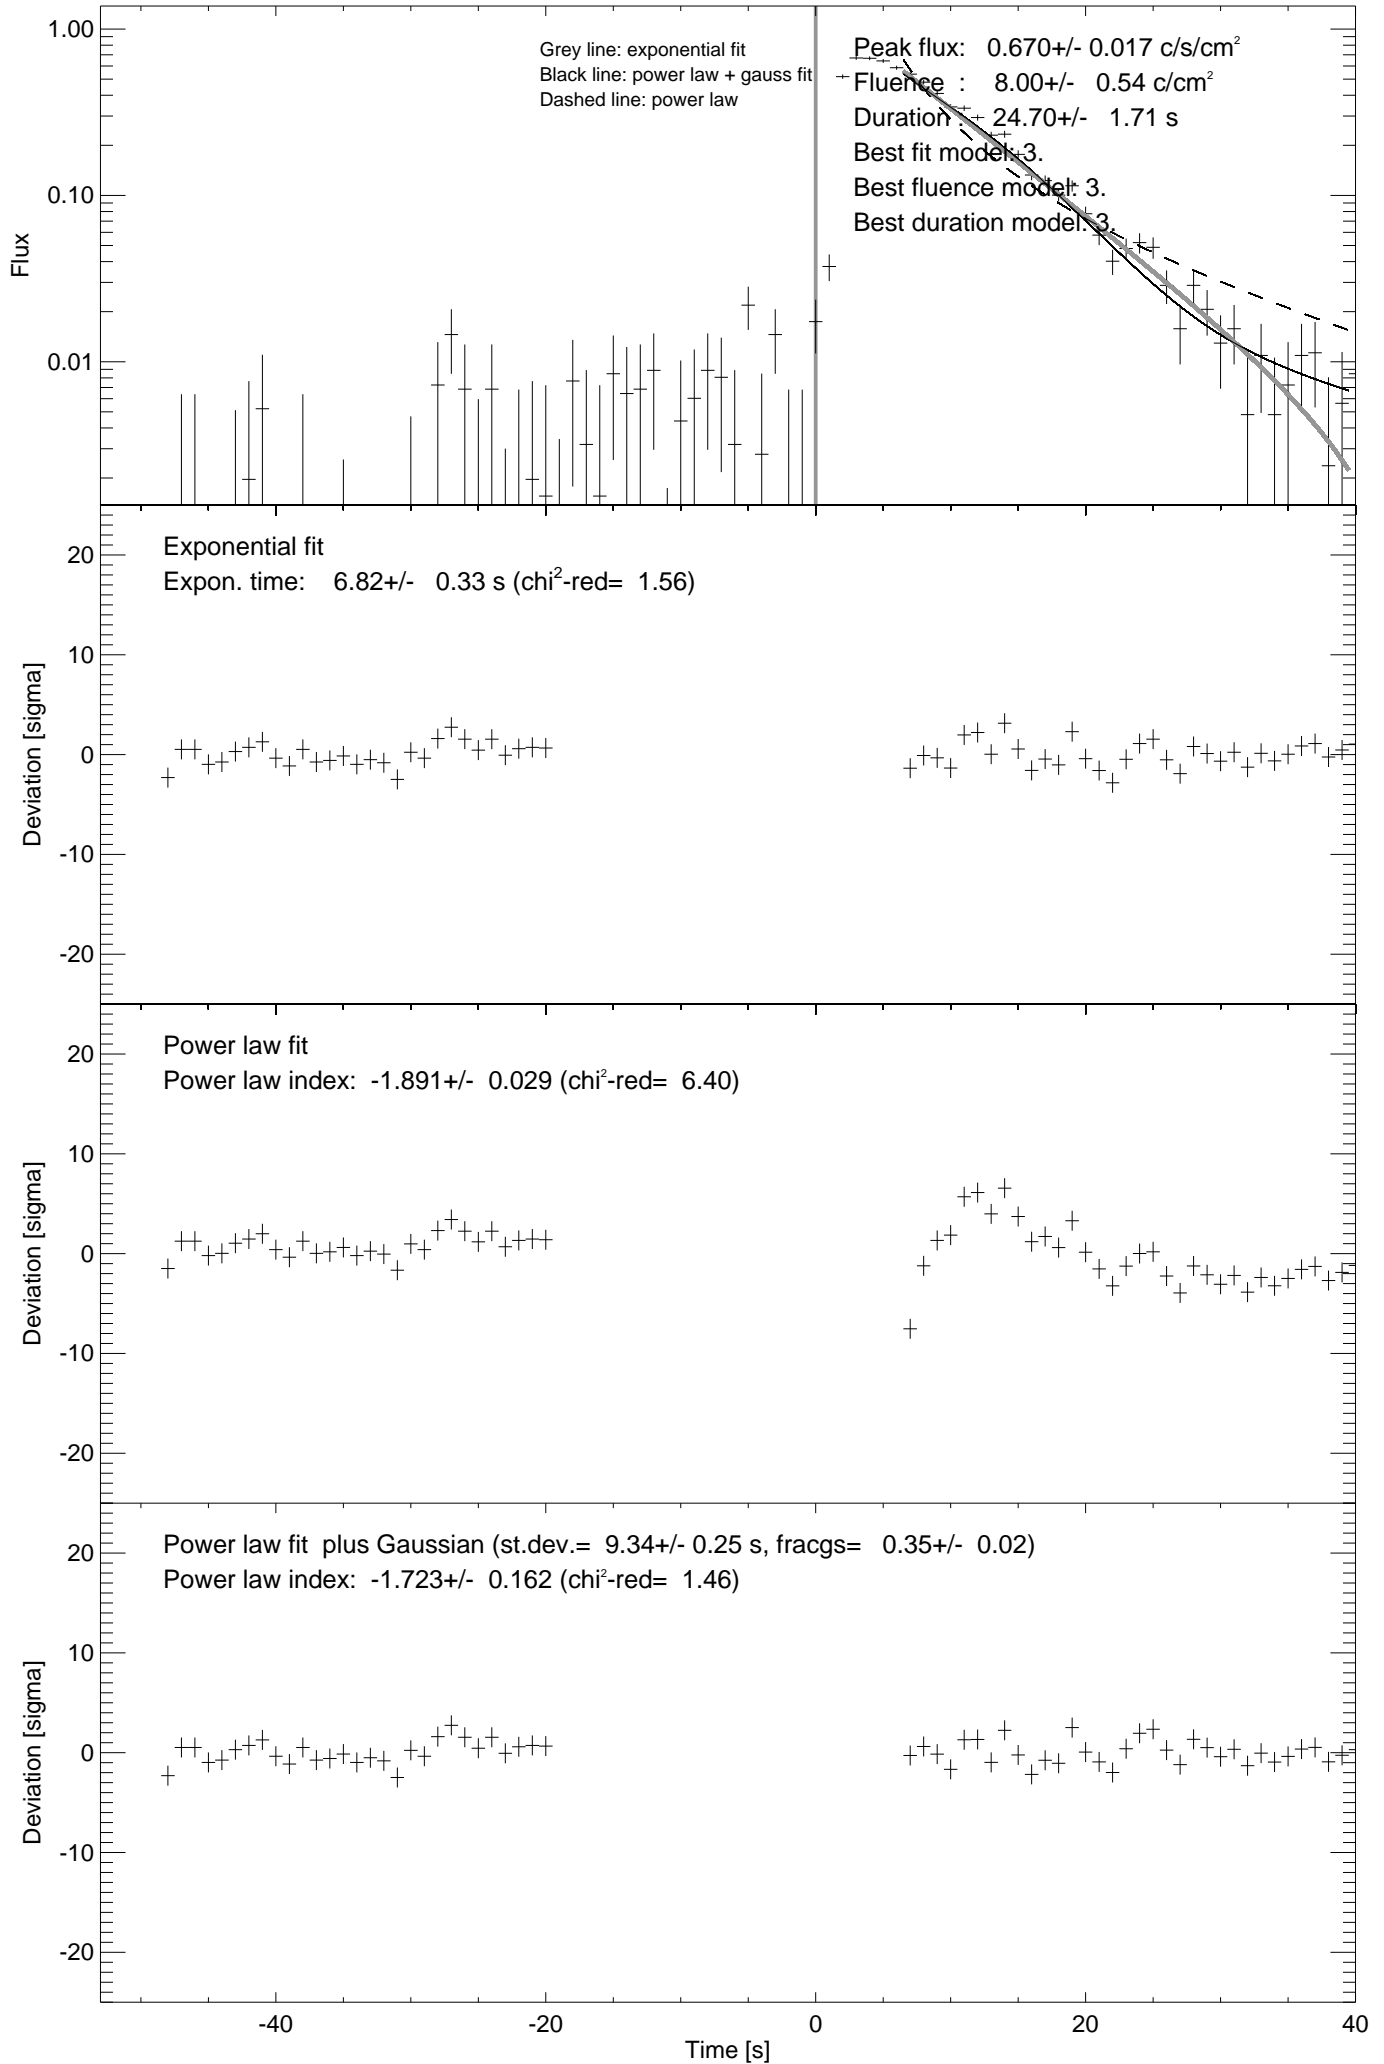 1.00
Grey line: exponential fit
Black line: power law + gauss fit
Dashed line: power law
Peak flux: 0.670+/- 0.017 c/s/cm²
Fluence : 8.00+/- 0.54 c/cm²
Duration : 24.70+/- 1.71 s
Best fit model: 3.
Best fluence model: 3.
Best duration model: 3.
0.10
0.01
Flux
Exponential fit
Expon. time: 6.82+/- 0.33 s (chi²-red= 1.56)
20
10
0
-10
-20
Deviation [sigma]
Power law fit
Power law index: -1.891+/- 0.029 (chi²-red= 6.40)
20
10
0
-10
-20
Deviation [sigma]
Power law fit plus Gaussian (st.dev.= 9.34+/- 0.25 s, fracgs= 0.35+/- 0.02)
Power law index: -1.723+/- 0.162 (chi²-red= 1.46)
20
10
0
-10
-20
Deviation [sigma]
-40 -20 0 20 40
Time [s]